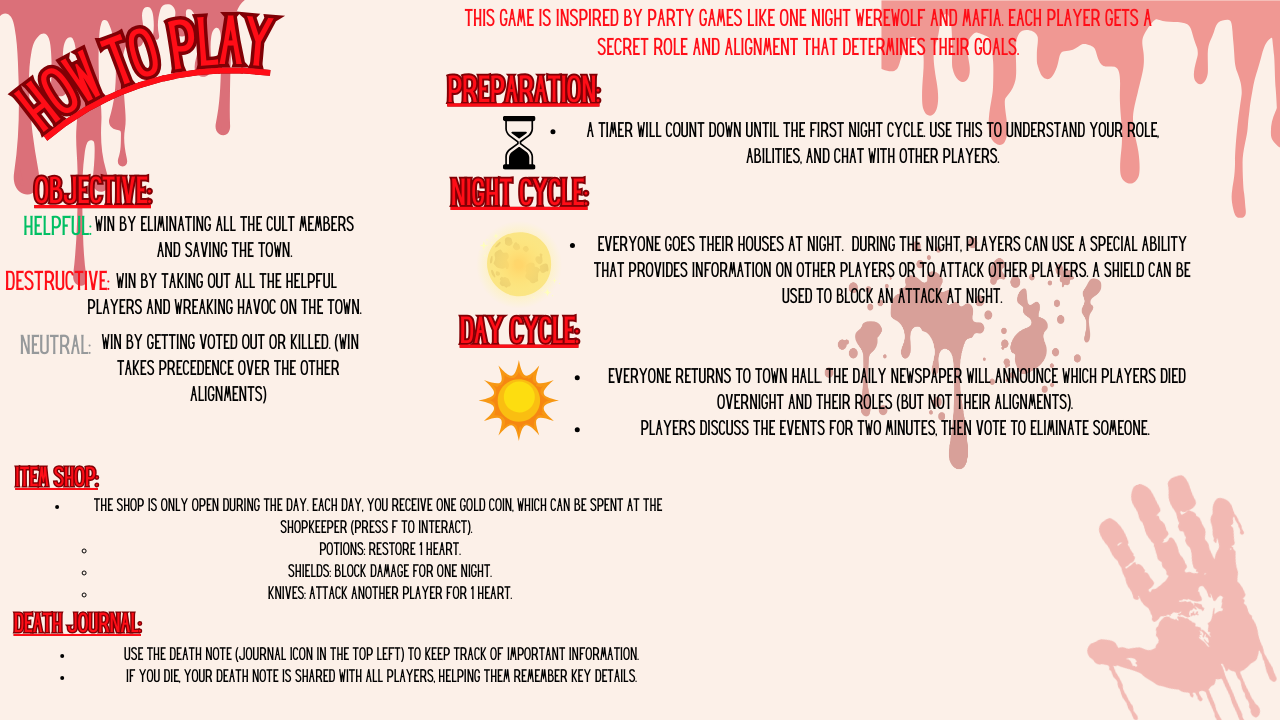 HOW TO PLAY
THIS GAME IS INSPIRED BY PARTY GAMES LIKE ONE NIGHT WEREWOLF AND MAFIA. EACH PLAYER GETS A
SECRET ROLE AND ALIGNMENT THAT DETERMINES THEIR GOALS.
OBJECTIVE:
HELPFUL: WIN BY ELIMINATING ALL THE CULT MEMBERS
AND SAVING THE TOWN.
DESTRUCTIVE: WIN BY TAKING OUT ALL THE HELPFUL
PLAYERS AND WREAKING HAVOC ON THE TOWN.
NEUTRAL: WIN BY GETTING VOTED OUT OR KILLED. (WIN
TAKES PRECEDENCE OVER THE OTHER
ALIGNMENTS)
PREPARATION:
• A TIMER WILL COUNT DOWN UNTIL THE FIRST NIGHT CYCLE. USE THIS TO UNDERSTAND YOUR ROLE,
ABILITIES, AND CHAT WITH OTHER PLAYERS.
NIGHT CYCLE:
• EVERYONE GOES THEIR HOUSES AT NIGHT. DURING THE NIGHT, PLAYERS CAN USE A SPECIAL ABILITY
THAT PROVIDES INFORMATION ON OTHER PLAYERS OR TO ATTACK OTHER PLAYERS. A SHIELD CAN BE
USED TO BLOCK AN ATTACK AT NIGHT.
DAY CYCLE:
• EVERYONE RETURNS TO TOWN HALL. THE DAILY NEWSPAPER WILL ANNOUNCE WHICH PLAYERS DIED
OVERNIGHT AND THEIR ROLES (BUT NOT THEIR ALIGNMENTS).
• PLAYERS DISCUSS THE EVENTS FOR TWO MINUTES, THEN VOTE TO ELIMINATE SOMEONE.
ITEM SHOP:
• THE SHOP IS ONLY OPEN DURING THE DAY. EACH DAY, YOU RECEIVE ONE GOLD COIN, WHICH CAN BE SPENT AT THE
SHOPKEEPER (PRESS F TO INTERACT).
◦ POTIONS: RESTORE 1 HEART.
◦ SHIELDS: BLOCK DAMAGE FOR ONE NIGHT.
◦ KNIVES: ATTACK ANOTHER PLAYER FOR 1 HEART.
DEATH JOURNAL:
• USE THE DEATH NOTE (JOURNAL ICON IN THE TOP LEFT) TO KEEP TRACK OF IMPORTANT INFORMATION.
• IF YOU DIE, YOUR DEATH NOTE IS SHARED WITH ALL PLAYERS, HELPING THEM REMEMBER KEY DETAILS.